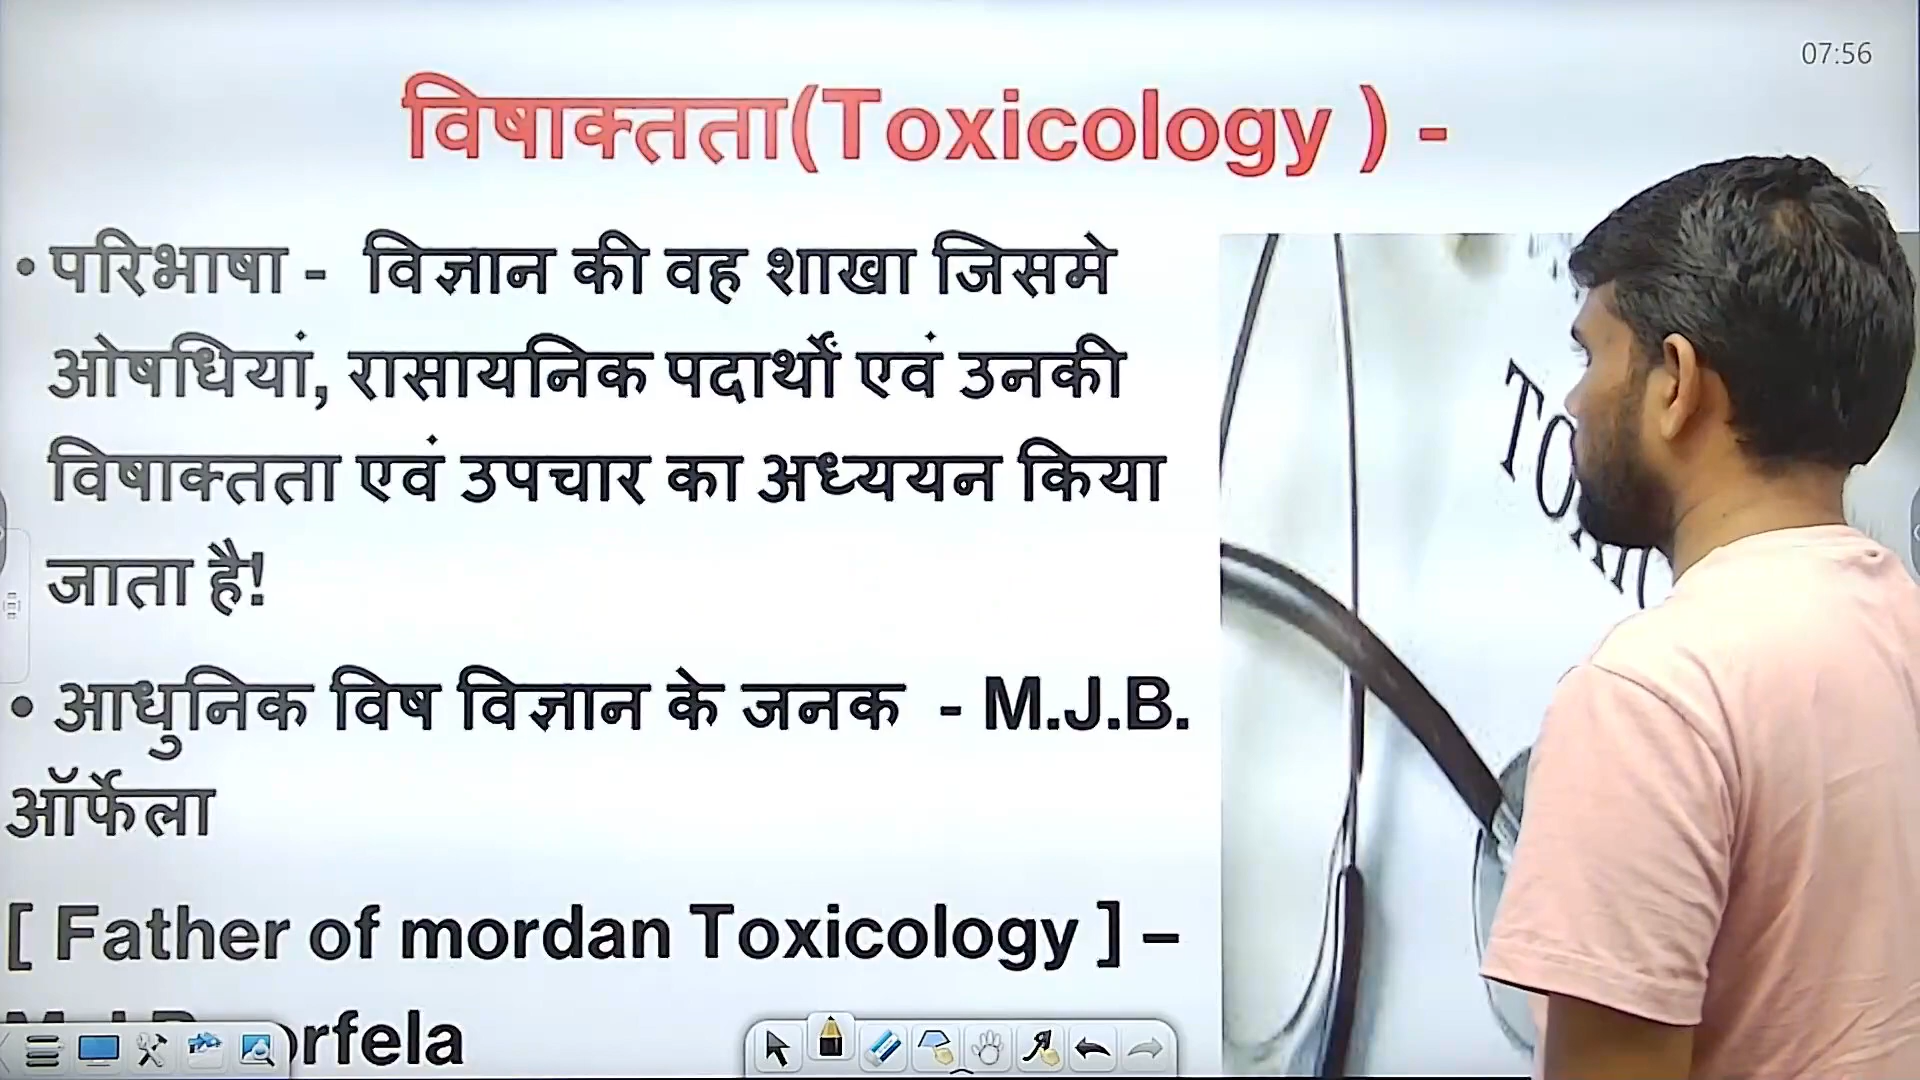 07:56
विषाक्तता(Toxicology ) -
• परिभाषा - विज्ञान की वह शाखा जिसमे
ओषधियां, रासायनिक पदार्थों एवं उनकी
विषाक्तता एवं उपचार का अध्ययन किया
जाता है!
• आधुनिक विष विज्ञान के जनक - M.J.B.
ऑर्फेला
[ Father of mordan Toxicology ] –
orfela